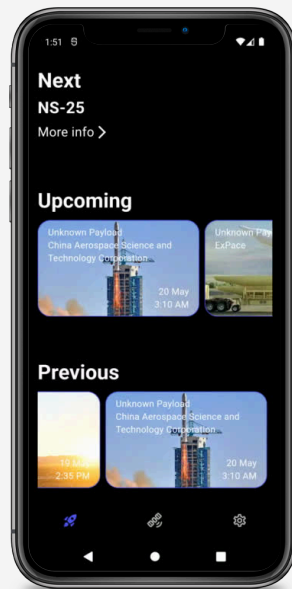 1:51
Next
NS-25
More info
Upcoming
Unknown Payload
China Aerospace Science and
Technology Corporation
20 May
3:10 AM
Unknown Pay
ExPace
Previous
2:35 PM
Unknown Payload
China Aerospace Science and
Technology Corporation
20 May
3:10 AM